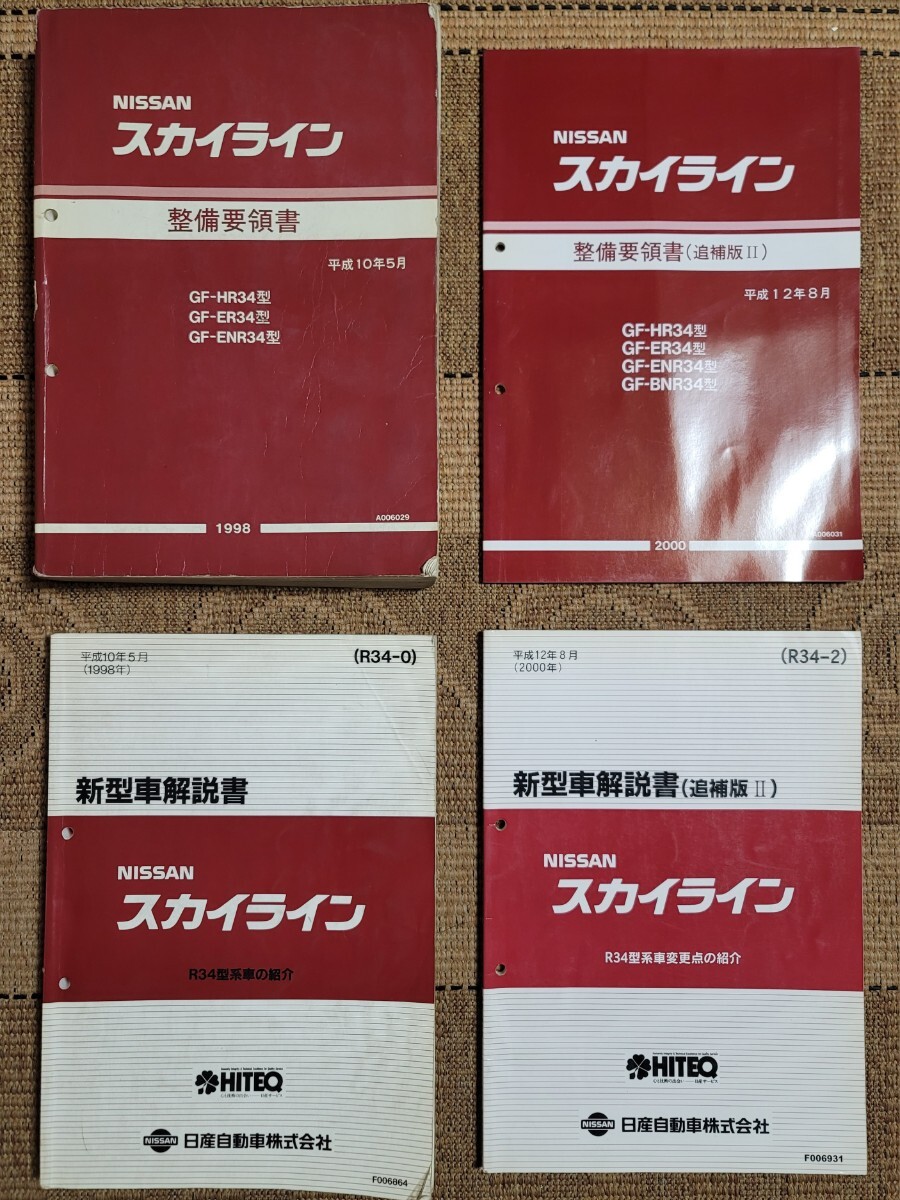 NISSAN
スカイライン
整備要領書
平成10年5月
GF-HR34型
GF-ER34型
GF-ENR34型
A006029
1998
NISSAN
スカイライン
整備要領書(追補版Ⅱ)
平成12年8月
GF-HR34型
GF-ER34型
GF-ENR34型
GF-BNR34型
A006031
2000
平成10年5月
(1998年)
(R34-0)
新型車解説書
NISSAN
スカイライン
R34型系車の紹介
HITEQ
NISSAN 日産自動車株式会社
F006864
平成12年8月
(2000年)
(R34-2)
新型車解説書(追補版Ⅱ)
NISSAN
スカイライン
R34型系車変更点の紹介
HITEQ
NISSAN 日産自動車株式会社
F006931